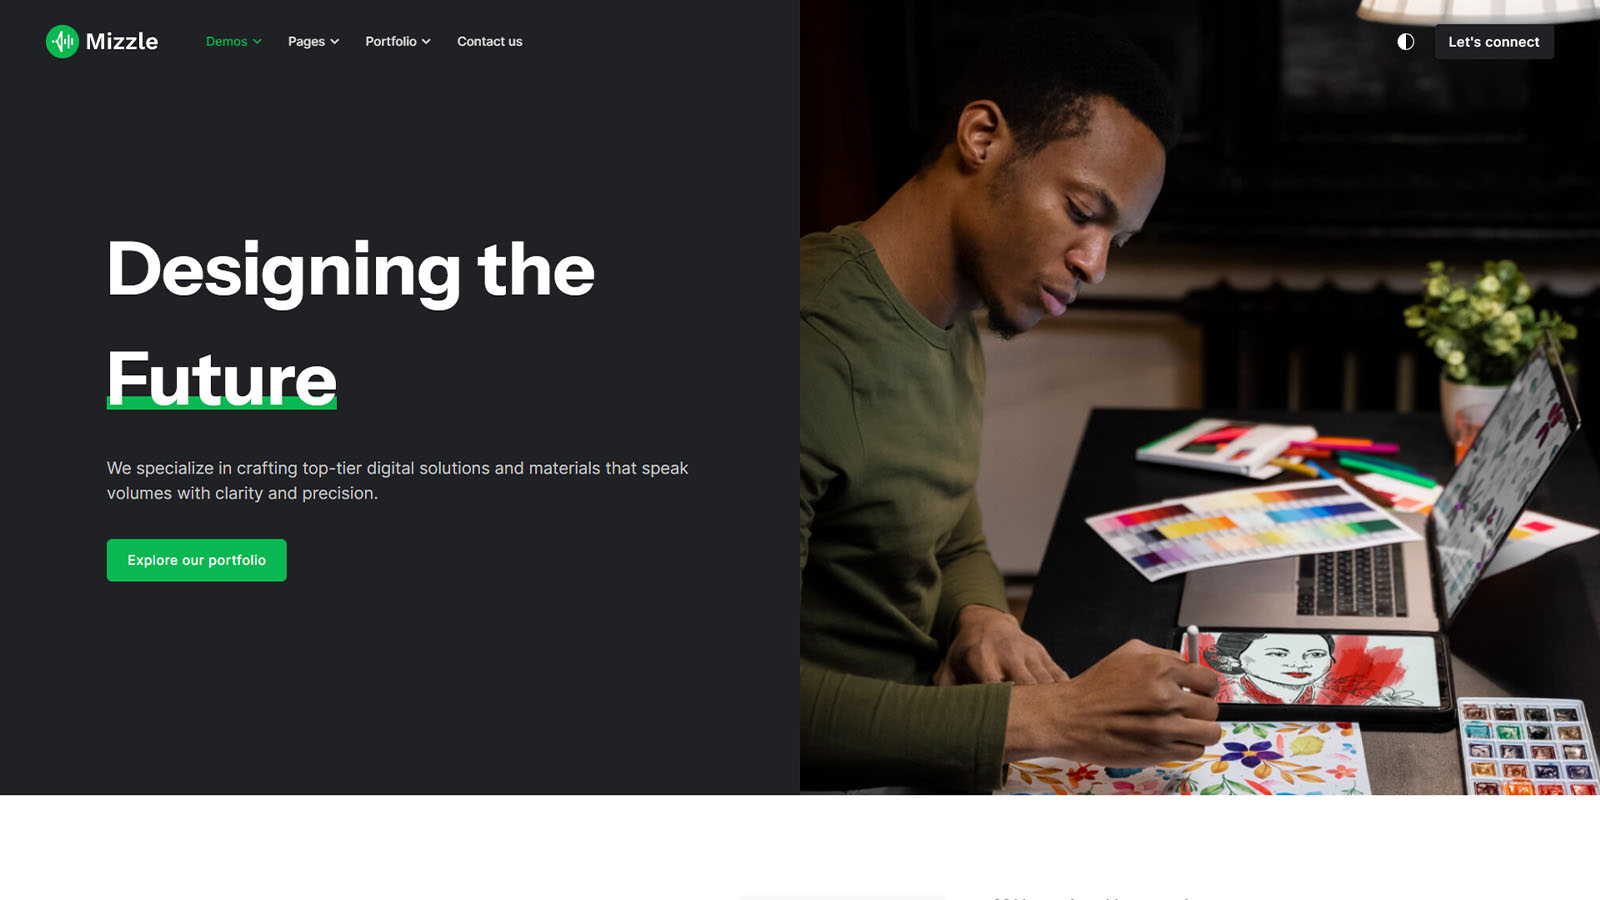 Mizzle
Demos
Pages
Portfolio
Contact us
Let's connect
Designing the
Future
We specialize in crafting top-tier digital solutions and materials that speak
volumes with clarity and precision.
Explore our portfolio